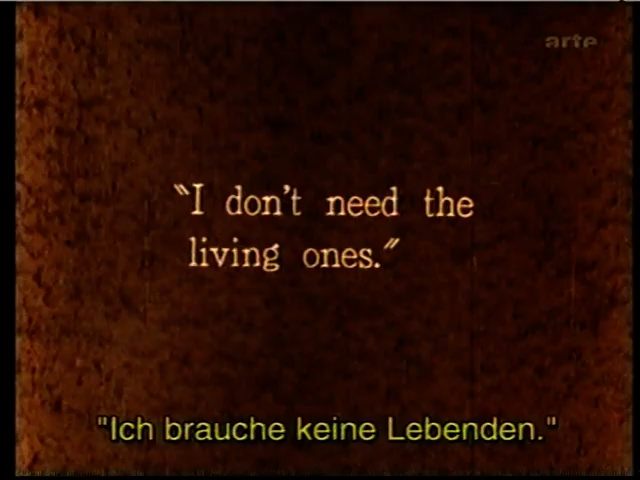 arte
“I don't need the
living ones.”
"Ich brauche keine Lebenden."